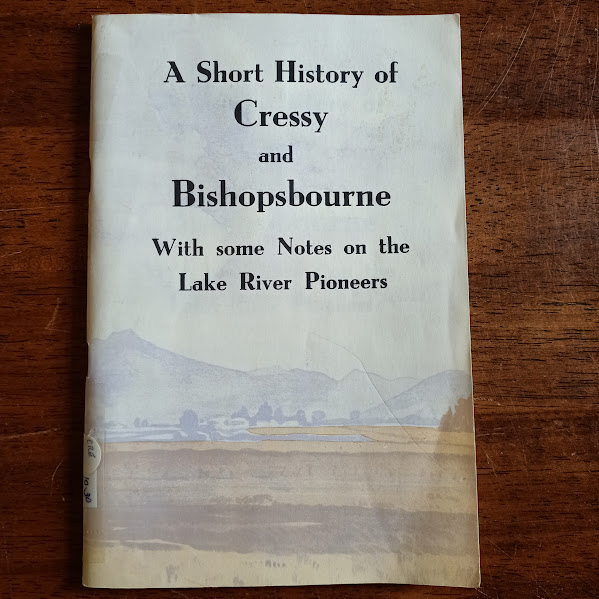 A Short History of
Cressy
and
Bishopsbourne
With some Notes on the
Lake River Pioneers